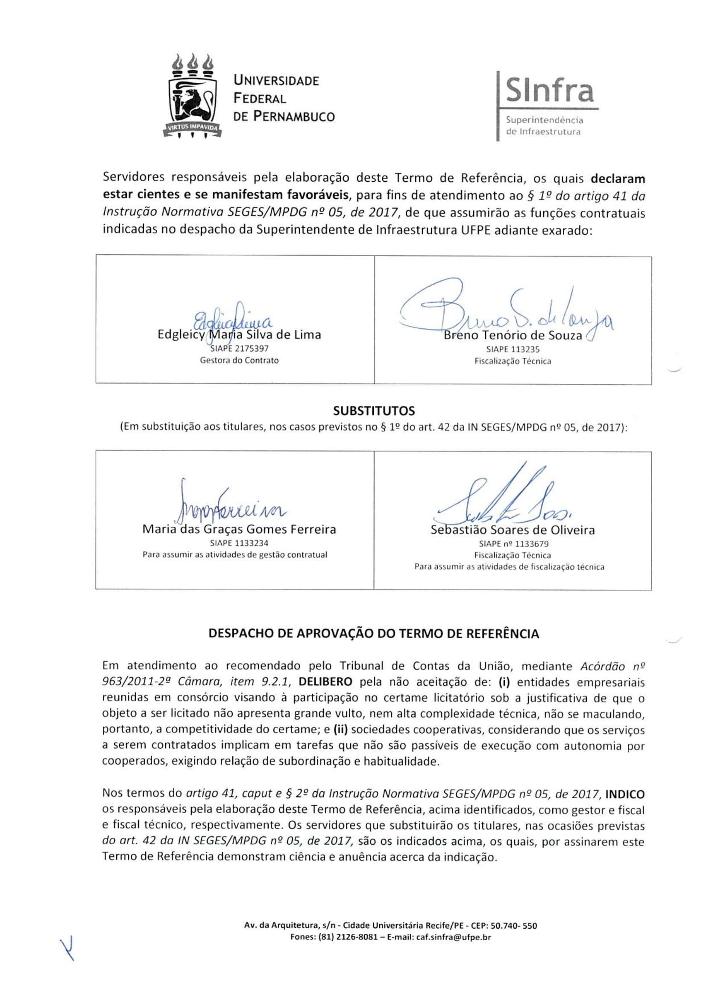 UNIVERSIDADE
FEDERAL
DE PERNAMBUCO
VIRTUS IMPAVIDA
SInfra
Superintendência
de Infraestrutura
Servidores responsáveis pela elaboração deste Termo de Referência, os quais declaram
estar cientes e se manifestam favoráveis, para fins de atendimento ao § 1º do artigo 41 da
Instrução Normativa SEGES/MPDG nº 05, de 2017, de que assumirão as funções contratuais
indicadas no despacho da Superintendente de Infraestrutura UFPE adiante exarado:
Edgleicy Maria Silva de Lima
SIAPE 2175397
Gestora do Contrato
Breno Tenório de Souza
SIAPE 113235
Fiscalização Técnica
SUBSTITUTOS
(Em substituição aos titulares, nos casos previstos no § 1º do art. 42 da IN SEGES/MPDG nº 05, de 2017):
Maria das Graças Gomes Ferreira
SIAPE 1133234
Para assumir as atividades de gestão contratual
Sebastião Soares de Oliveira
SIAPE nº 1133679
Fiscalização Técnica
Para assumir as atividades de fiscalização técnica
DESPACHO DE APROVAÇÃO DO TERMO DE REFERÊNCIA
Em atendimento ao recomendado pelo Tribunal de Contas da União, mediante Acórdão nº
963/2011-2ª Câmara, item 9.2.1, DELIBERO pela não aceitação de: (i) entidades empresariais
reunidas em consórcio visando à participação no certame licitatório sob a justificativa de que o
objeto a ser licitado não apresenta grande vulto, nem alta complexidade técnica, não se maculando,
portanto, a competitividade do certame; e (ii) sociedades cooperativas, considerando que os serviços
a serem contratados implicam em tarefas que não são passíveis de execução com autonomia por
cooperados, exigindo relação de subordinação e habitualidade.
Nos termos do artigo 41, caput e § 2º da Instrução Normativa SEGES/MPDG nº 05, de 2017, INDICO
os responsáveis pela elaboração deste Termo de Referência, acima identificados, como gestor e fiscal
e fiscal técnico, respectivamente. Os servidores que substituirão os titulares, nas ocasiões previstas
do art. 42 da IN SEGES/MPDG nº 05, de 2017, são os indicados acima, os quais, por assinarem este
Termo de Referência demonstram ciência e anuência acerca da indicação.
Av. da Arquitetura, s/n - Cidade Universitária Recife/PE - CEP: 50.740- 550
Fones: (81) 2126-8081 – E-mail: caf.sinfra@ufpe.br